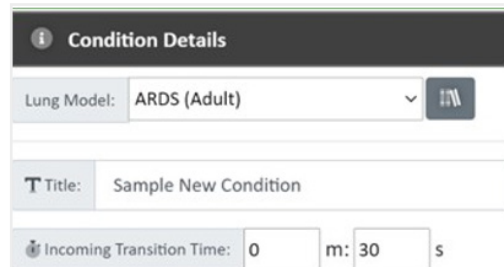 Condition Details
Lung Model: ARDS (Adult)
Title: Sample New Condition
Incoming Transition Time: 0 m: 30 s